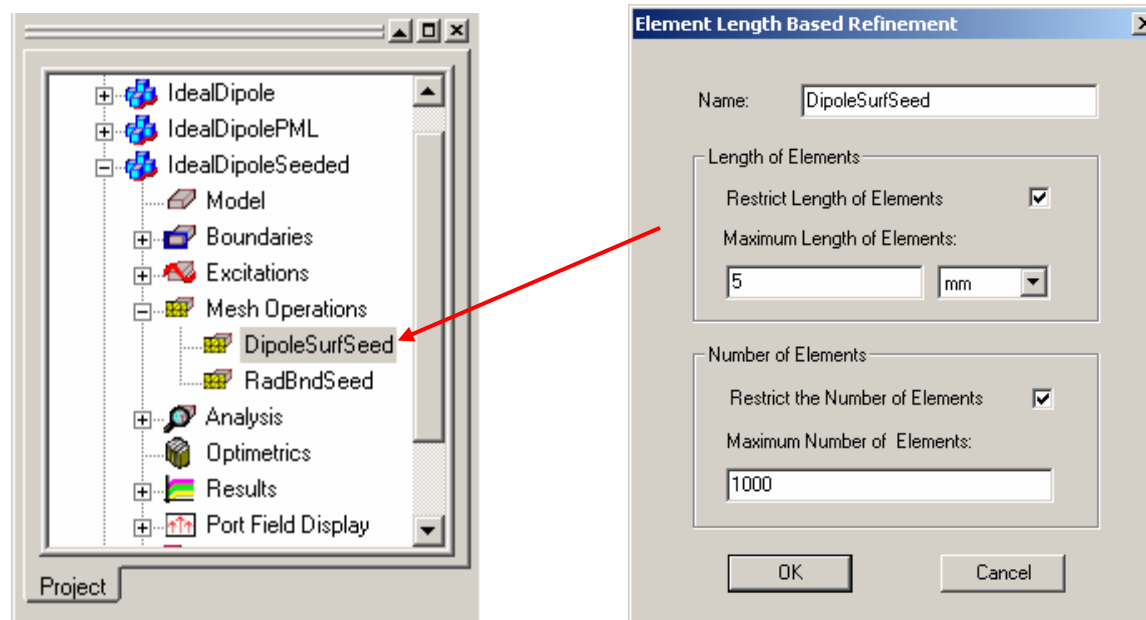 IdealDipole
IdealDipolePML
IdealDipoleSeeded
Model
Boundaries
Excitations
Mesh Operations
DipoleSurfSeed
RadBndSeed
Analysis
Optimetrics
Results
Port Field Display
Project
Element Length Based Refinement
Name: DipoleSurfSeed
Length of Elements
Restrict Length of Elements
Maximum Length of Elements:
5 mm
Number of Elements
Restrict the Number of Elements
Maximum Number of Elements:
1000
OK Cancel